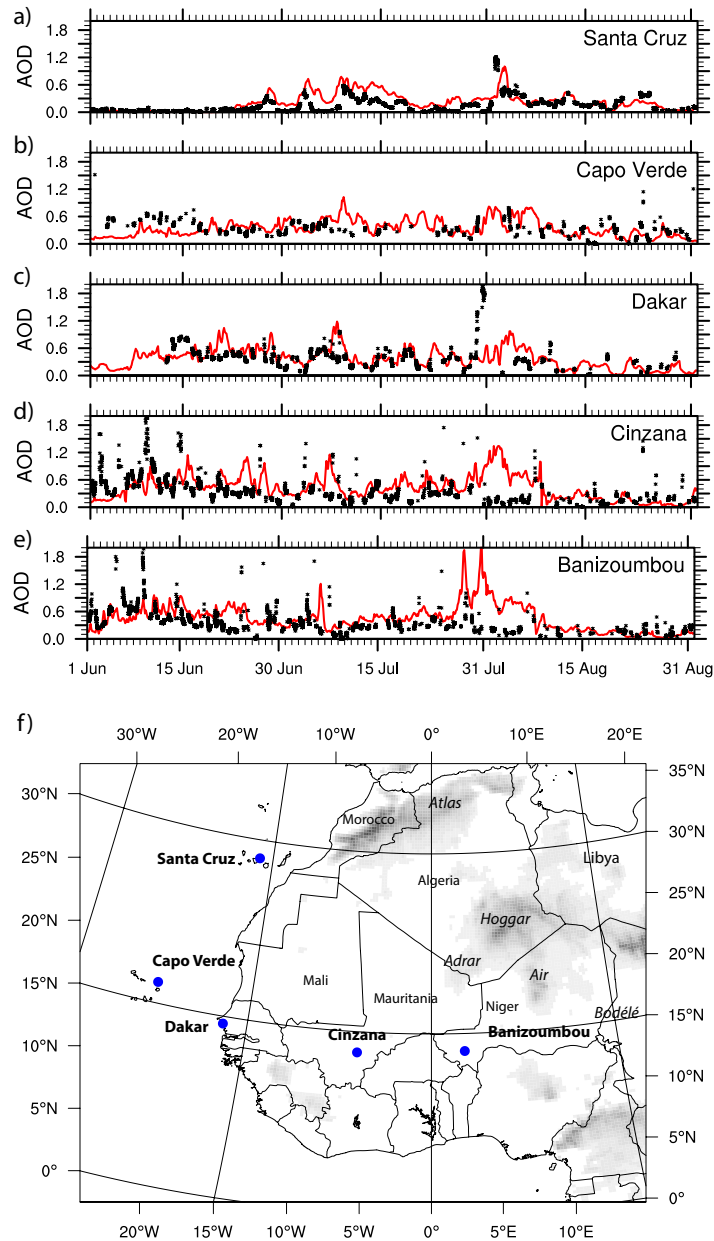 a)
AOD
1.8
1.2
0.6
0.0
Santa Cruz
b)
AOD
1.8
1.2
0.6
0.0
Capo Verde
c)
AOD
1.8
1.2
0.6
0.0
Dakar
d)
AOD
1.8
1.2
0.6
0.0
Cinzana
e)
AOD
1.8
1.2
0.6
0.0
Banizoumbou
1 Jun 15 Jun 30 Jun 15 Jul 31 Jul 15 Aug 31 Aug
f)
30°W 20°W 10°W 0° 10°E 20°E
30°N
25°N
20°N
15°N
10°N
5°N
0°
35°N
30°N
25°N
20°N
15°N
10°N
5°N
0°
Atlas
Morocco
Santa Cruz
Libya
Algeria
Hoggar
Capo Verde
Adrar
Air
Mali
Mauritania
Niger
Bodélé
Dakar
Cinzana
Banizoumbou
20°W 15°W 10°W 5°W 0° 5°E 10°E